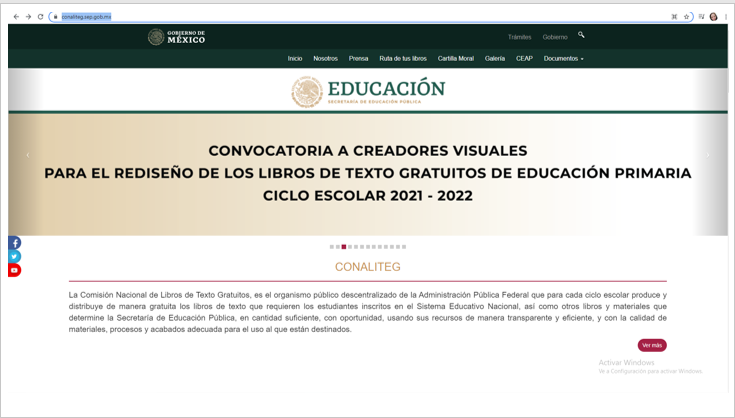 conaliteg.sep.gob.mx
GOBIERNO DE
MÉXICO
Trámites Gobierno
Inicio Nosotros Prensa Ruta de tus libros Cartilla Moral Galería CEAP Documentos
EDUCACIÓN
SECRETARÍA DE EDUCACIÓN PÚBLICA
CONVOCATORIA A CREADORES VISUALES
PARA EL REDISEÑO DE LOS LIBROS DE TEXTO GRATUITOS DE EDUCACIÓN PRIMARIA
CICLO ESCOLAR 2021 - 2022
CONALITEG
La Comisión Nacional de Libros de Texto Gratuitos, es el organismo público descentralizado de la Administración Pública Federal que para cada ciclo escolar produce y
distribuye de manera gratuita los libros de texto que requieren los estudiantes inscritos en el Sistema Educativo Nacional, así como otros libros y materiales que
determine la Secretaría de Educación Pública, en cantidad suficiente, con oportunidad, usando sus recursos de manera transparente y eficiente, y con la calidad de
materiales, procesos y acabados adecuada para el uso al que están destinados.
Ver más
Activar Windows
Ve a Configuración para activar Windows.